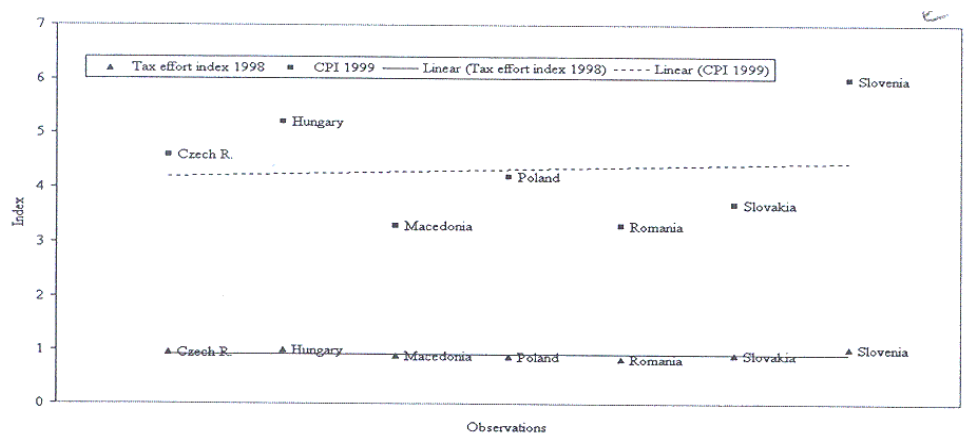 7
Tax effort index 1998 CPI 1999 Linear (Tax effort index 1998) Linear (CPI 1999)
6
Slovenia
5
Hungary
Czech R.
4
Poland
Slovakia
Index
Macedonia
Romania
3
2
1
Czech R.
Hungary
Macedonia
Poland
Romania
Slovakia
Slovenia
0
Observations